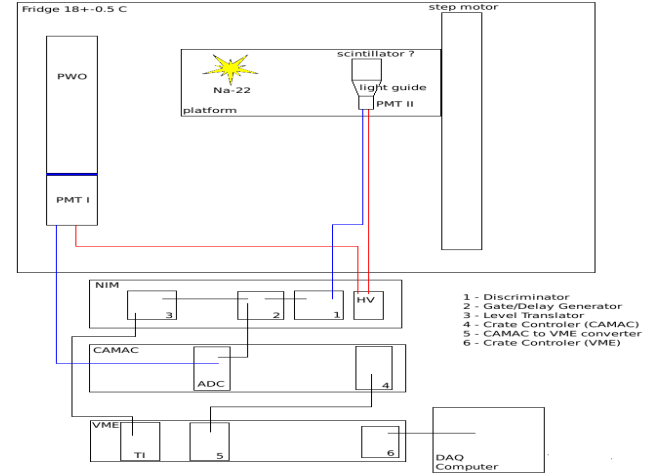 Fridge 18+-0.5 C
step motor
scintillator ?
PWO
Na-22
light guide
PMT II
platform
PMT I
NIM
HV
3
2
1
1 - Discriminator
2 - Gate/Delay Generator
3 - Level Translator
4 - Crate Controler (CAMAC)
5 - CAMAC to VME converter
6 - Crate Controler (VME)
CAMAC
ADC
4
VME
TI
5
6
DAQ
Computer